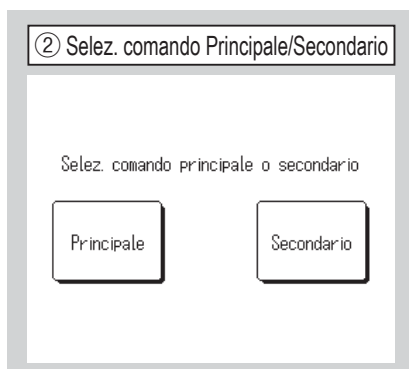 ② Selez. comando Principale/Secondario
Selez. comando principale o secondario
Principale
Secondario